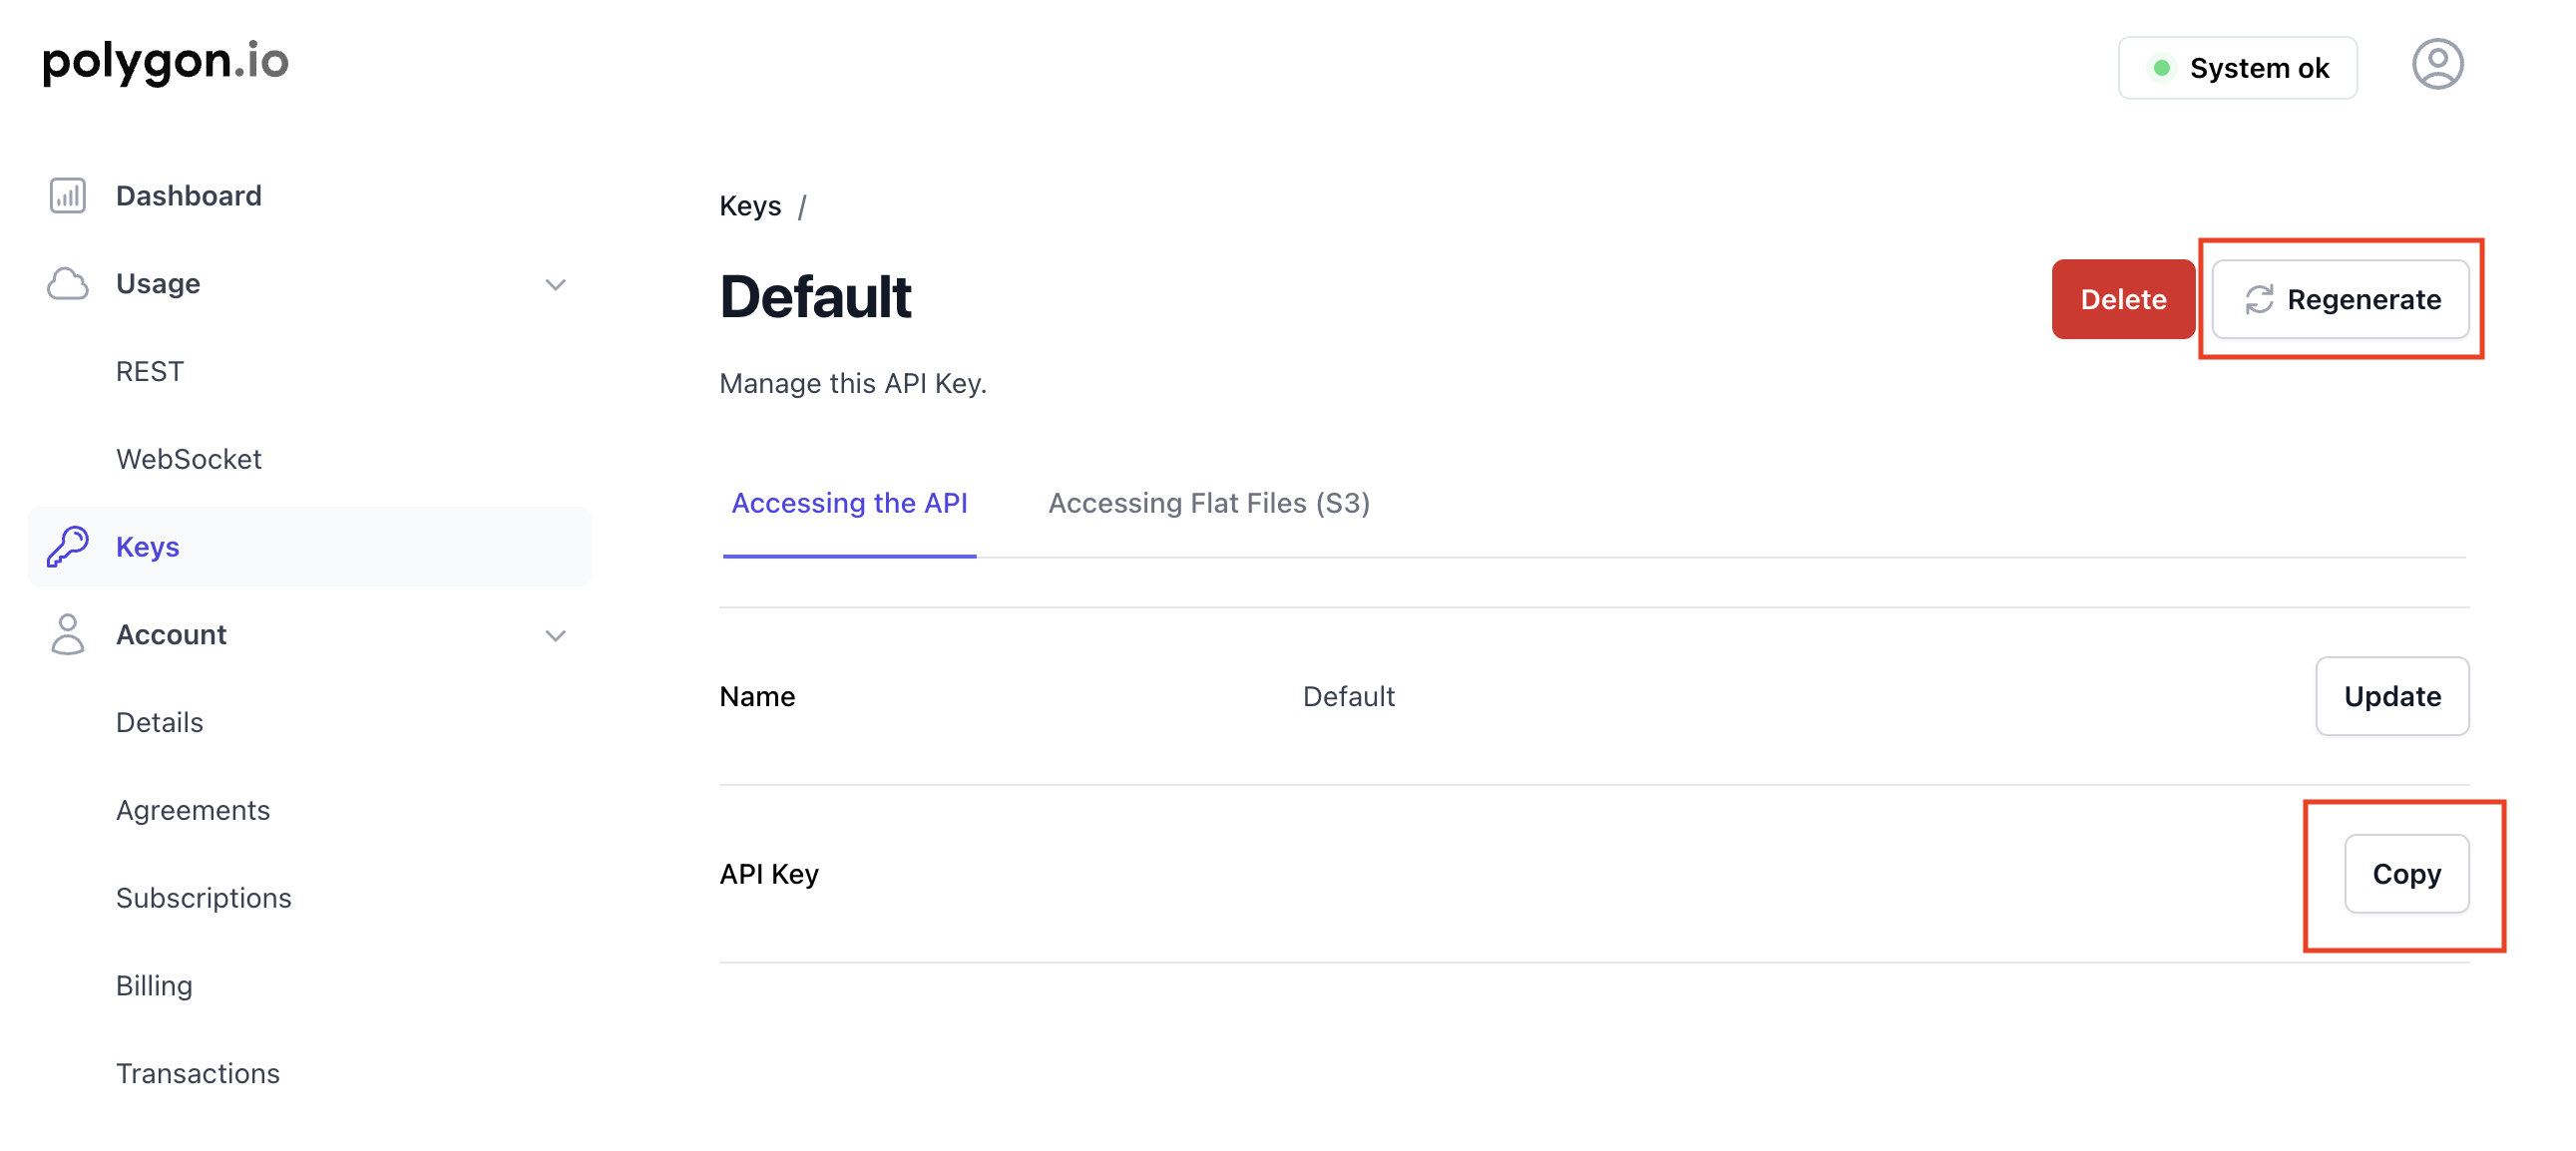 polygon.io
System ok
Dashboard
Usage
REST
WebSocket
Keys
Account
Details
Agreements
Subscriptions
Billing
Transactions
Keys /
Default
Delete
Regenerate
Manage this API Key.
Accessing the API
Accessing Flat Files (S3)
Name
Default
Update
API Key
Copy